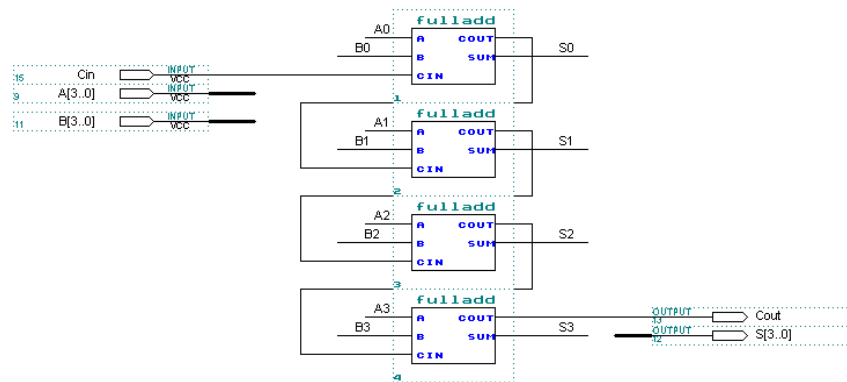 fulladd
A0 A COUT
B0 B SUM S0
CIN
1
15 Cin INPUT VCC
9 A[3..0] INPUT VCC
11 B[3..0] INPUT VCC
fulladd
A1 A COUT
B1 B SUM S1
CIN
2
fulladd
A2 A COUT
B2 B SUM S2
CIN
3
fulladd
A3 A COUT
B3 B SUM S3
CIN
4
OUTPUT 13 Cout
OUTPUT 12 S[3..0]